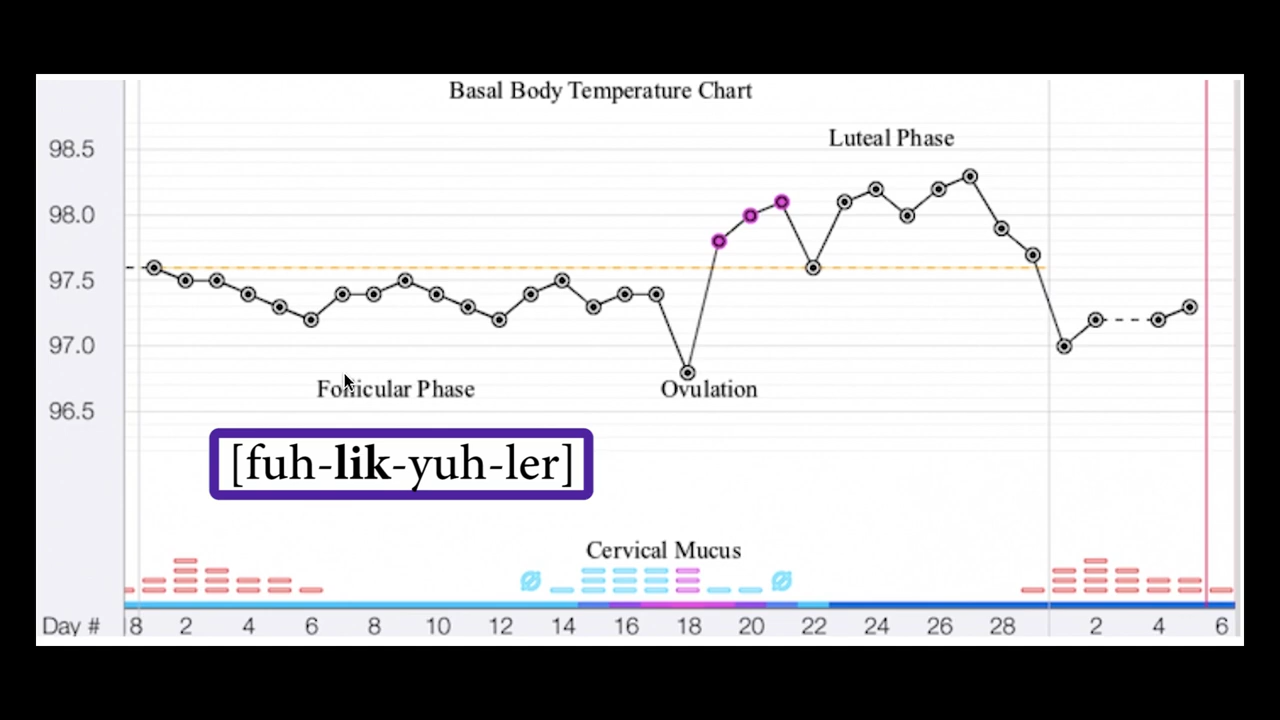 Basal Body Temperature Chart
Luteal Phase
98.5
98.0
97.5
97.0
96.5
Follicular Phase
Ovulation
[fuh-lik-yuh-ler]
Cervical Mucus
Day # 8 2 4 6 8 10 12 14 16 18 20 22 24 26 28 2 4 6